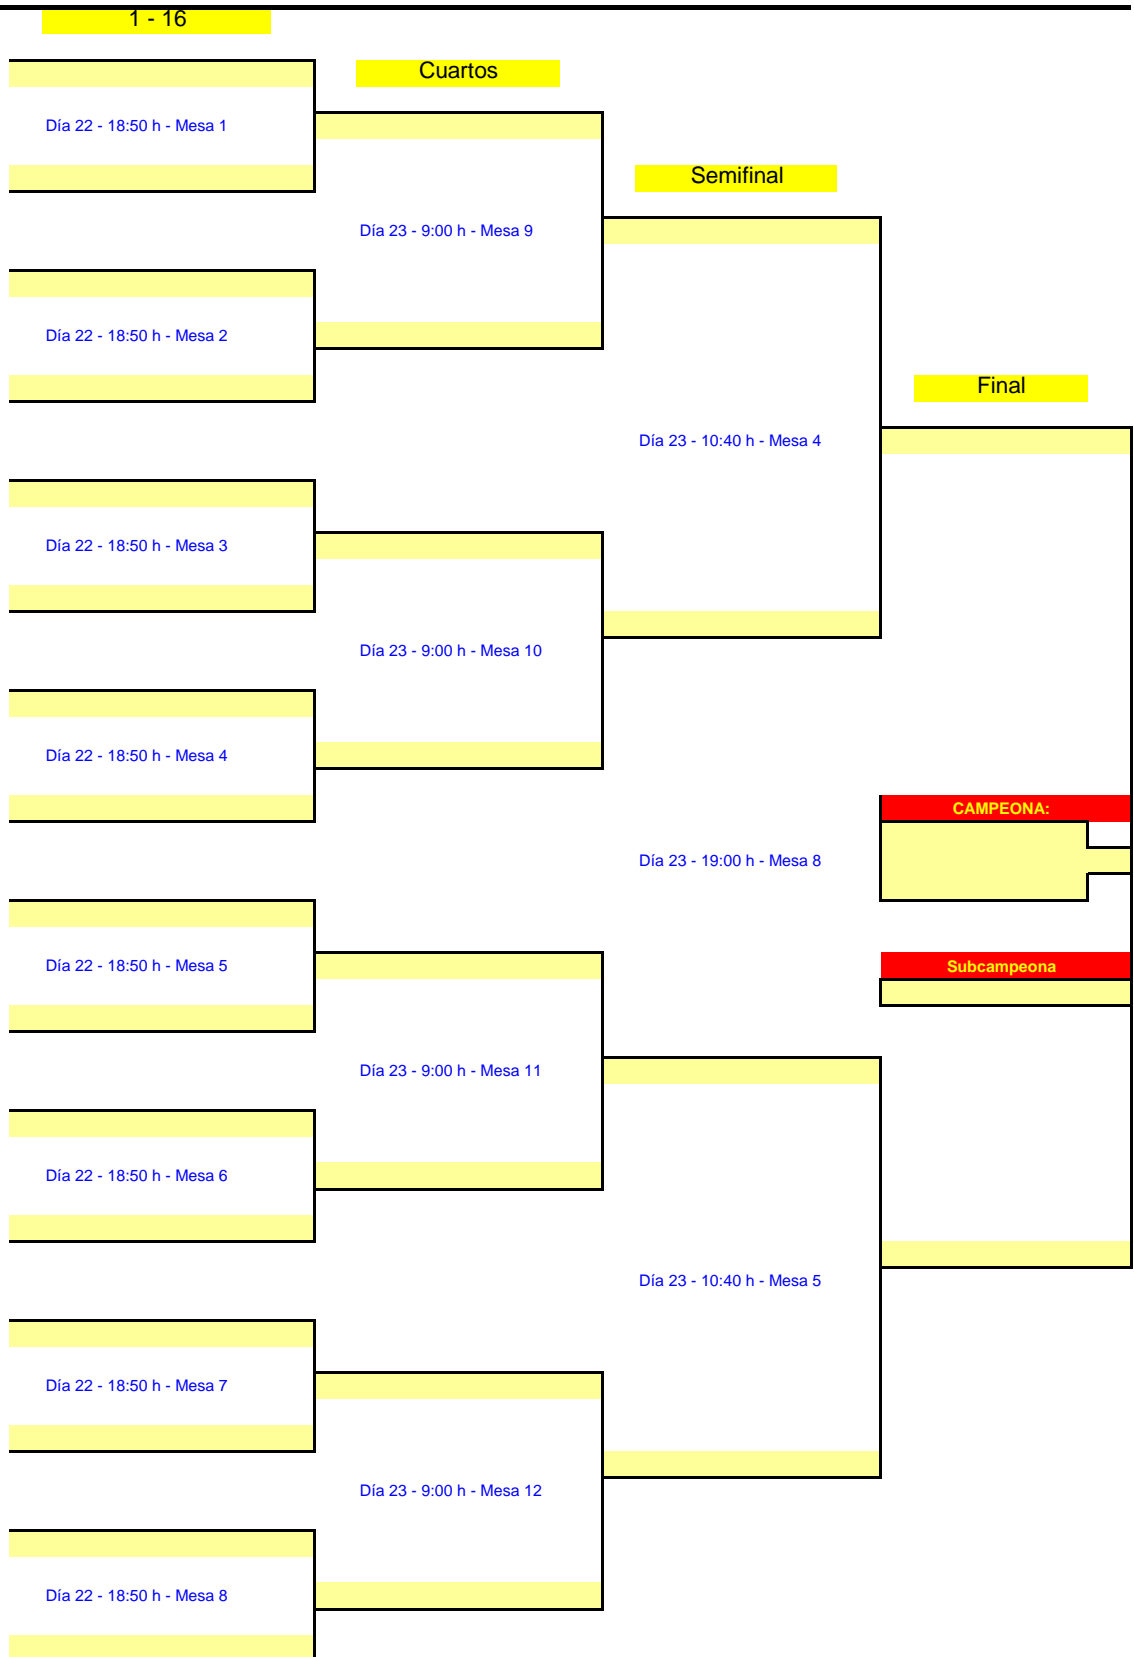 1 - 16
Cuartos
Día 22 - 18:50 h - Mesa 1
Semifinal
Día 23 - 9:00 h - Mesa 9
Día 22 - 18:50 h - Mesa 2
Final
Día 23 - 10:40 h - Mesa 4
Día 22 - 18:50 h - Mesa 3
Día 23 - 9:00 h - Mesa 10
Día 22 - 18:50 h - Mesa 4
CAMPEONA:
Día 23 - 19:00 h - Mesa 8
Día 22 - 18:50 h - Mesa 5
Subcampeona
Día 23 - 9:00 h - Mesa 11
Día 22 - 18:50 h - Mesa 6
Día 23 - 10:40 h - Mesa 5
Día 22 - 18:50 h - Mesa 7
Día 23 - 9:00 h - Mesa 12
Día 22 - 18:50 h - Mesa 8